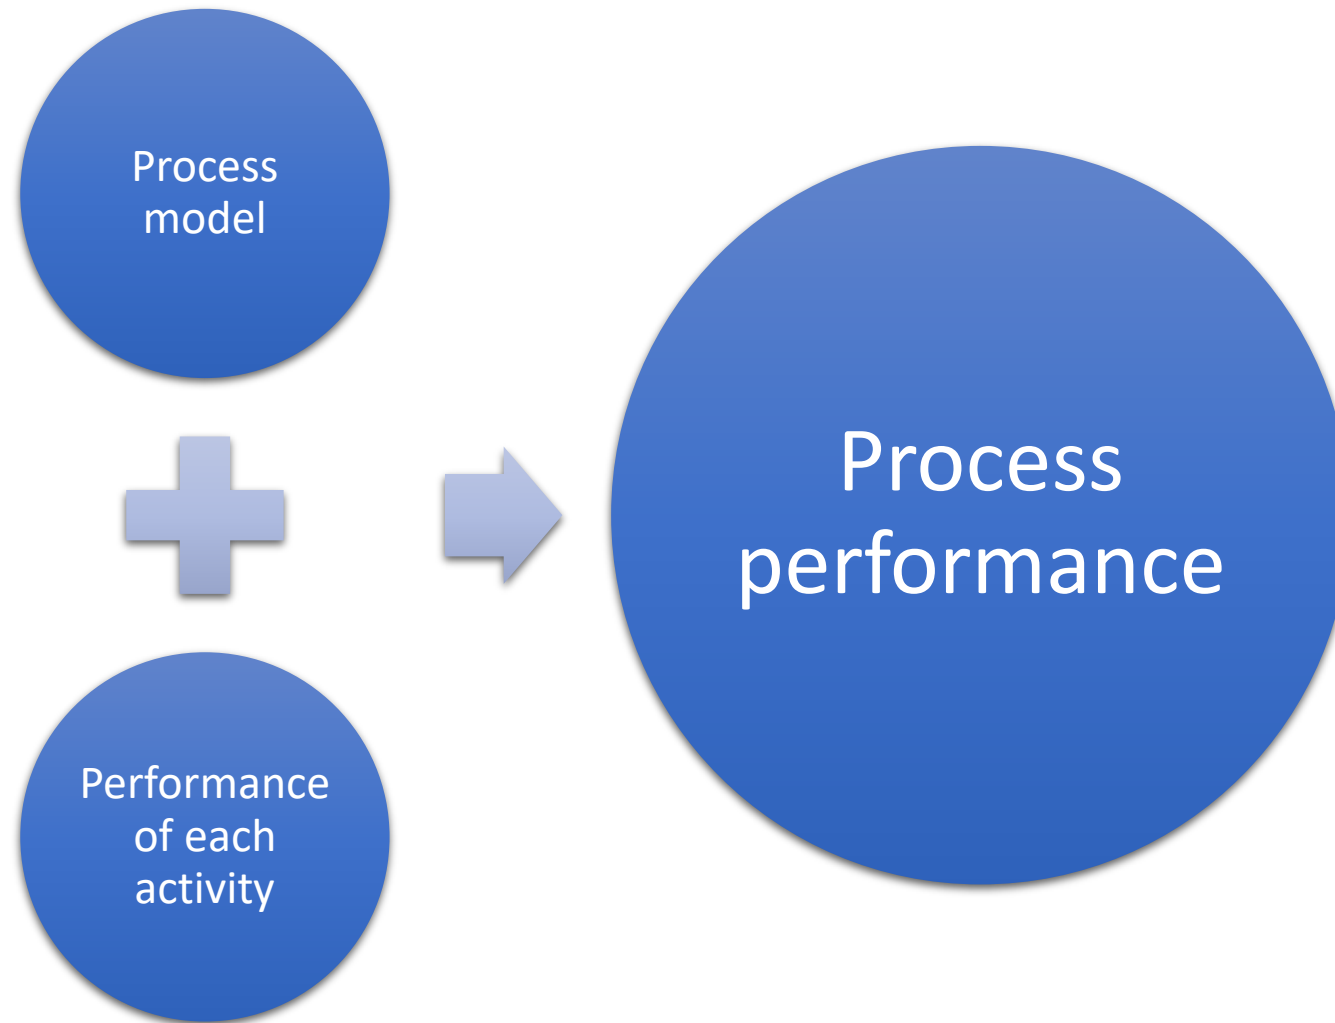 Process
model
Performance
of each
activity
Process
performance